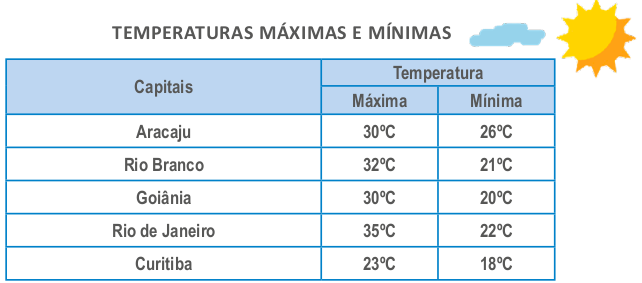 TEMPERATURAS MÁXIMAS E MÍNIMAS
Capitais Temperatura
Máxima Mínima
Aracaju 30ºC 26ºC
Rio Branco 32ºC 21ºC
Goiânia 30ºC 20ºC
Rio de Janeiro 35ºC 22ºC
Curitiba 23ºC 18ºC